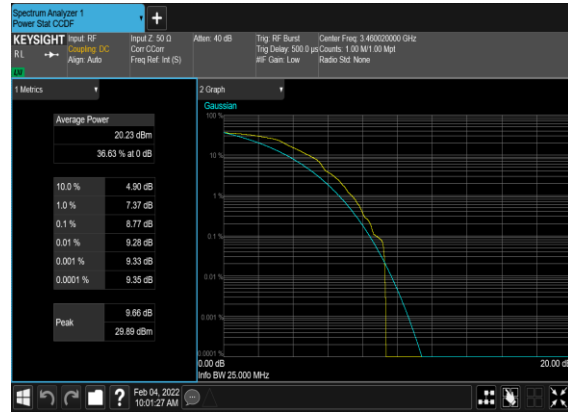 Spectrum Analyzer 1
Power Stat CCDF
KEYSIGHT
RL
Input: RF
Coupling: DC
Align: Auto
Input Z: 50 Ω
Corr CCorr
Freq Ref: Int (S)
Atten: 40 dB
Trig: RF Burst
Trig Delay: 500.0 µs
#IF Gain: Low
Center Freq: 3.460020000 GHz
Counts: 1.00 M/1.00 Mpt
Radio Std: None
1 Metrics
Average Power
20.23 dBm
36.63 % at 0 dB
10.0 % 4.90 dB
1.0 % 7.37 dB
0.1 % 8.77 dB
0.01 % 9.28 dB
0.001 % 9.33 dB
0.0001 % 9.35 dB
Peak 9.66 dB
29.89 dBm
2 Graph
Gaussian
100 %
10 %
1 %
0.1 %
0.01 %
0.001 %
0.0001 %
0.00 dB
20.00 dB
Info BW 25.000 MHz
?
Feb 04, 2022
10:01:27 AM